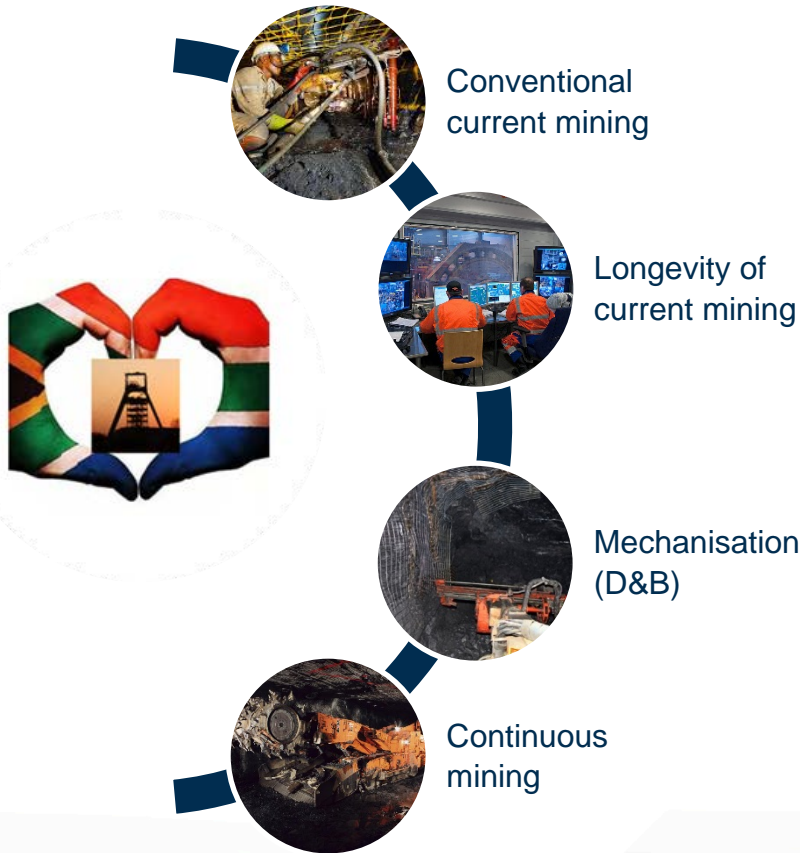 Conventional
current mining
Longevity of
current mining
Mechanisation
(D&B)
Continuous
mining